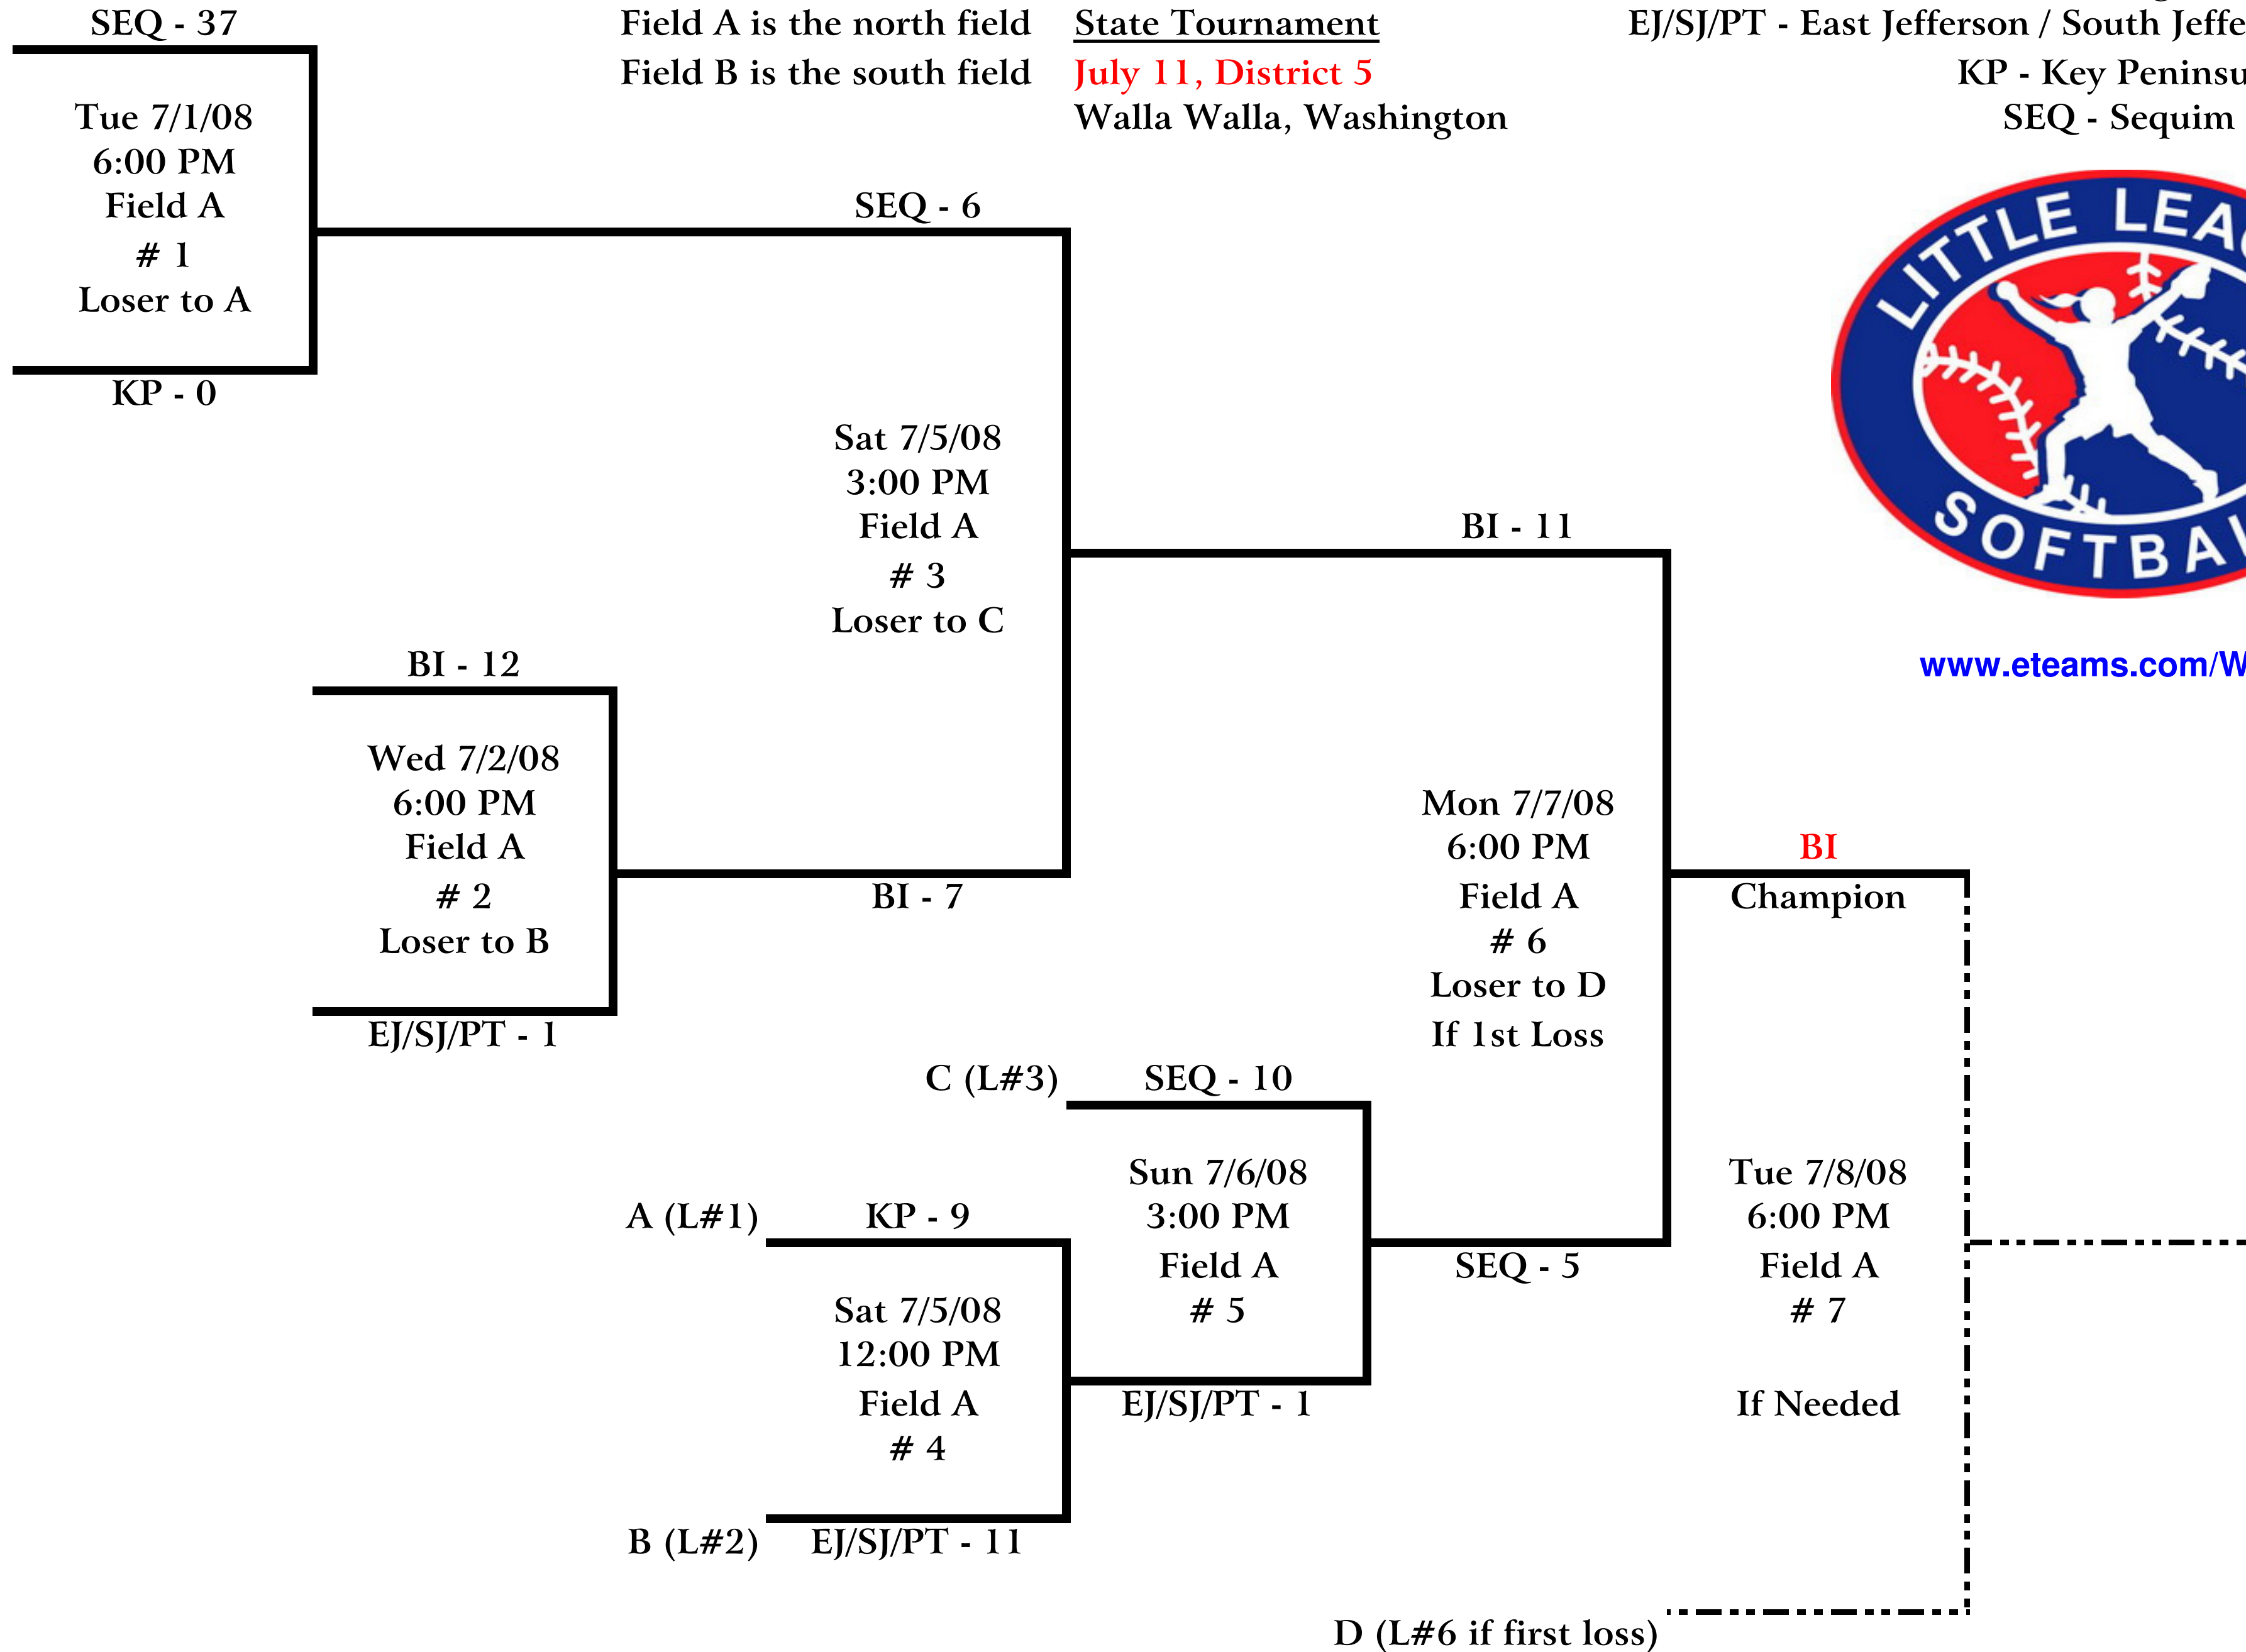 SEQ - 37
Field A is the north field
State Tournament
EJ/SJ/PT - East Jefferson / South
Field B is the south field
July 11, District 5
KP - Key
Walla Walla, Washington
SEQ - Sequim
Tue 7/1/08
6:00 PM
Field A
# 1
Loser to A
KP - 0
SEQ - 6
LITTLE
SOFTBALL
www.eteams.com/W
Sat 7/5/08
3:00 PM
Field A
# 3
Loser to C
BI - 11
BI - 12
Wed 7/2/08
6:00 PM
Field A
# 2
Loser to B
BI - 7
EJ/SJ/PT - 1
Mon 7/7/08
6:00 PM
Field A
# 6
Loser to D
If 1st Loss
BI
Champion
C (L#3)
SEQ - 10
Sun 7/6/08
3:00 PM
Field A
# 5
SEQ - 5
Tue 7/8/08
6:00 PM
Field A
# 7
If Needed
A (L#1)
KP - 9
Sat 7/5/08
12:00 PM
Field A
# 4
EJ/SJ/PT - 1
B (L#2)
EJ/SJ/PT - 11
D (L#6 if first loss)